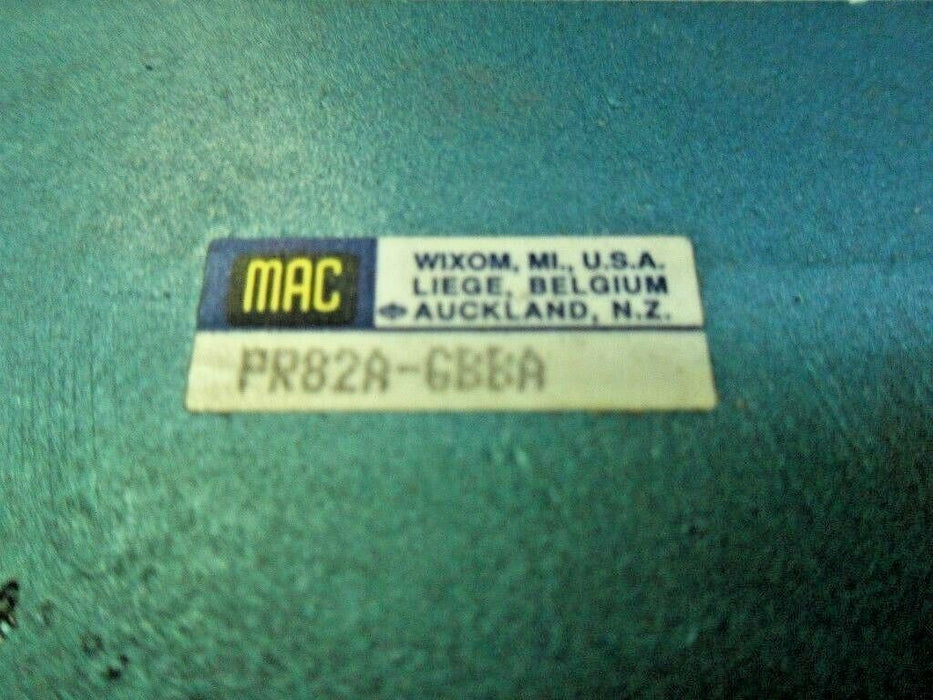 MAC
WIXOM, MI., U.S.A.
LIEGE, BELGIUM
AUCKLAND, N.Z.
PR82A-GBBA